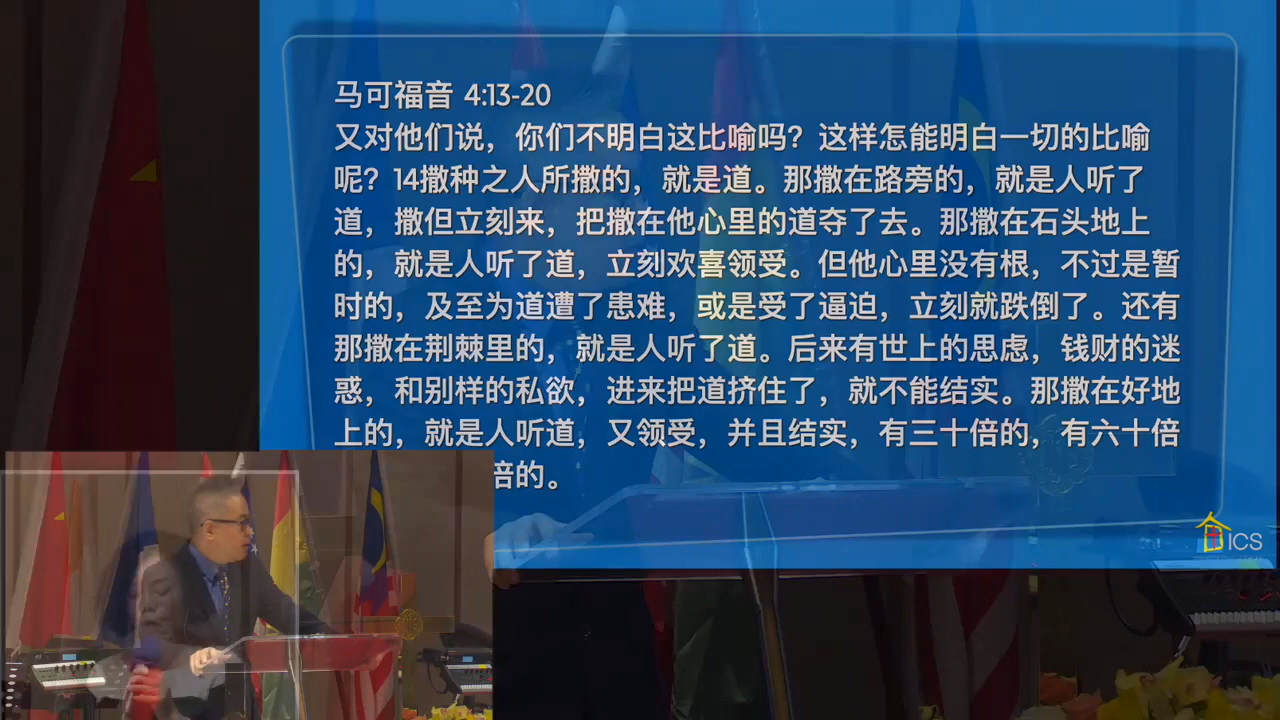 马可福音 4:13-20
又对他们说，你们不明白这比喻吗？这样怎能明白一切的比喻
呢？14撒种之人所撒的，就是道。那撒在路旁的，就是人听了
道，撒但立刻来，把撒在他心里的道夺了去。那撒在石头地上
的，就是人听了道，立刻欢喜领受。但他心里没有根，不过是暂
时的，及至为道遭了患难，或是受了逼迫，立刻就跌倒了。还有
那撒在荆棘里的，就是人听了道。后来有世上的思虑，钱财的迷
惑，和别样的私欲，进来把道挤住了，就不能结实。那撒在好地
上的，就是人听道，又领受，并且结实，有三十倍的，有六十倍
倍的。
ICS